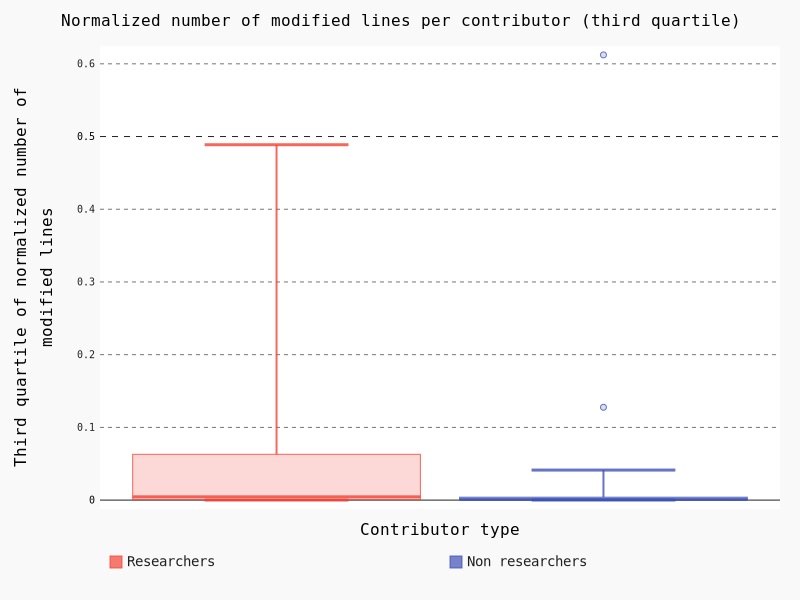 Normalized number of modified lines per contributor (third quartile)
Third quartile of normalized number of
modified lines
0.6
0.5
0.4
0.3
0.2
0.1
0
Contributor type
Researchers
Non researchers